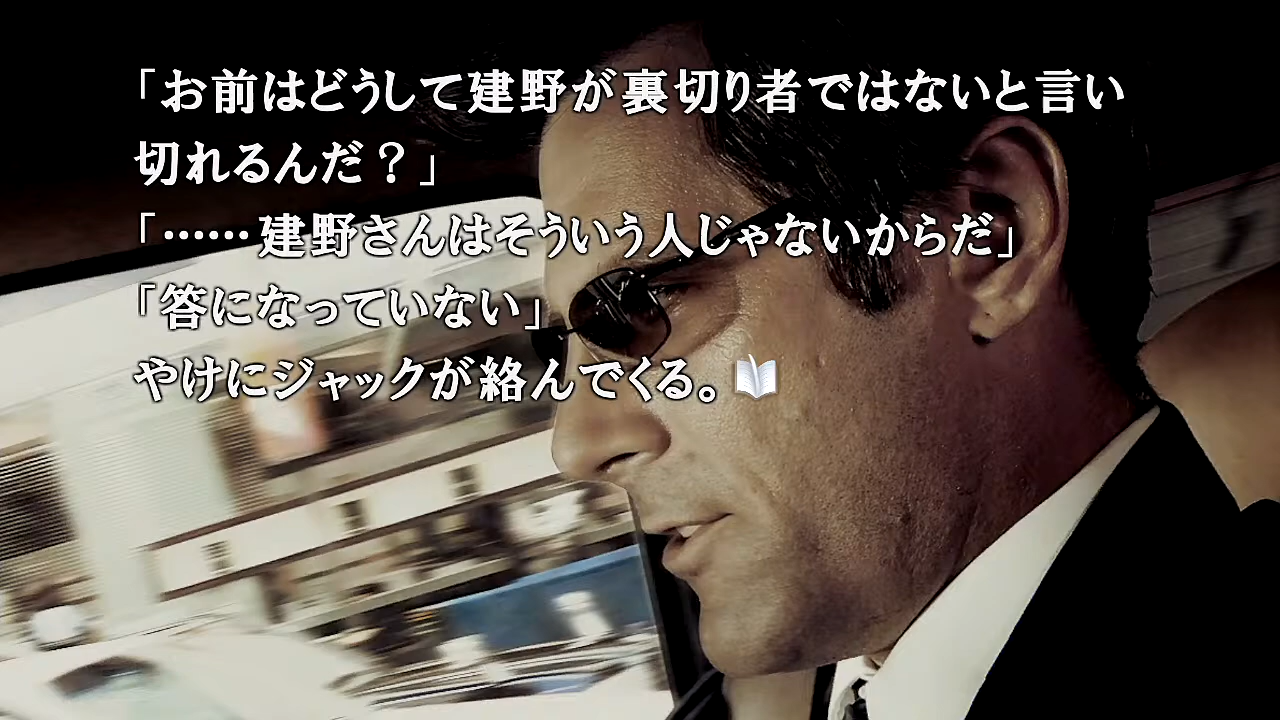 「お前はどうして建野が裏切り者ではないと言い
切れるんだ？」
「……建野さんはそういう人じゃないからだ」
「答になっていない」
やけにジャックが絡んでくる。